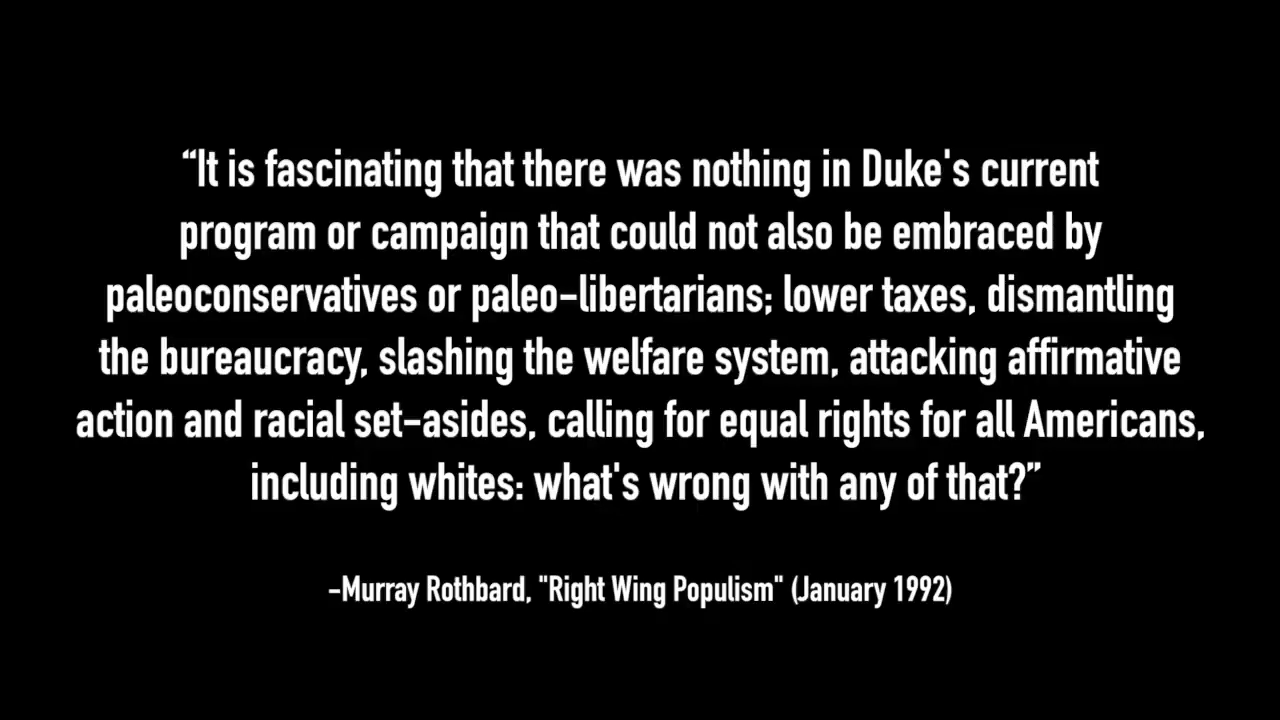 “It is fascinating that there was nothing in Duke's current
program or campaign that could not also be embraced by
paleoconservatives or paleo-libertarians; lower taxes, dismantling
the bureaucracy, slashing the welfare system, attacking affirmative
action and racial set-asides, calling for equal rights for all Americans,
including whites: what's wrong with any of that?”
–Murray Rothbard, "Right Wing Populism" (January 1992)